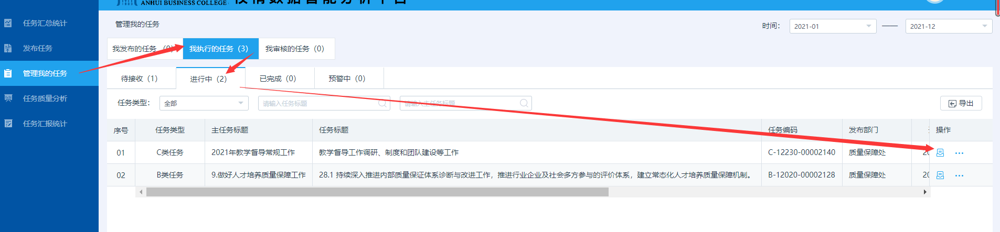 ANHUI BUSINESS COLLEGE 校情数据智能分析平台
任务汇总统计
发布任务
管理我的任务
任务质量分析
任务汇报统计
管理我的任务
时间： 2021-01 2021-12
我发布的任务 （0） 我执行的任务（3） 我审核的任务（0）
待接收（1） 进行中（2） 已完成（0） 预警中（0）
任务类型： 全部 请输入任务标题 请输入主任务标题 导出
序号 任务类型 主任务标题 任务标题 任务编码 发布部门 操作
01 C类任务 2021年教学督导常规工作 教学督导工作调研、制度和团队建设等工作 C-12230-00002140 质量保障处 20
02 B类任务 9.做好人才培养质量保障工作 28.1 持续深入推进内部质量保证体系诊断与改进工作，推进行业企业及社会多方参与的评价体系，建立常态化人才培养质量保障机制。 B-12020-00002128 质量保障处 20